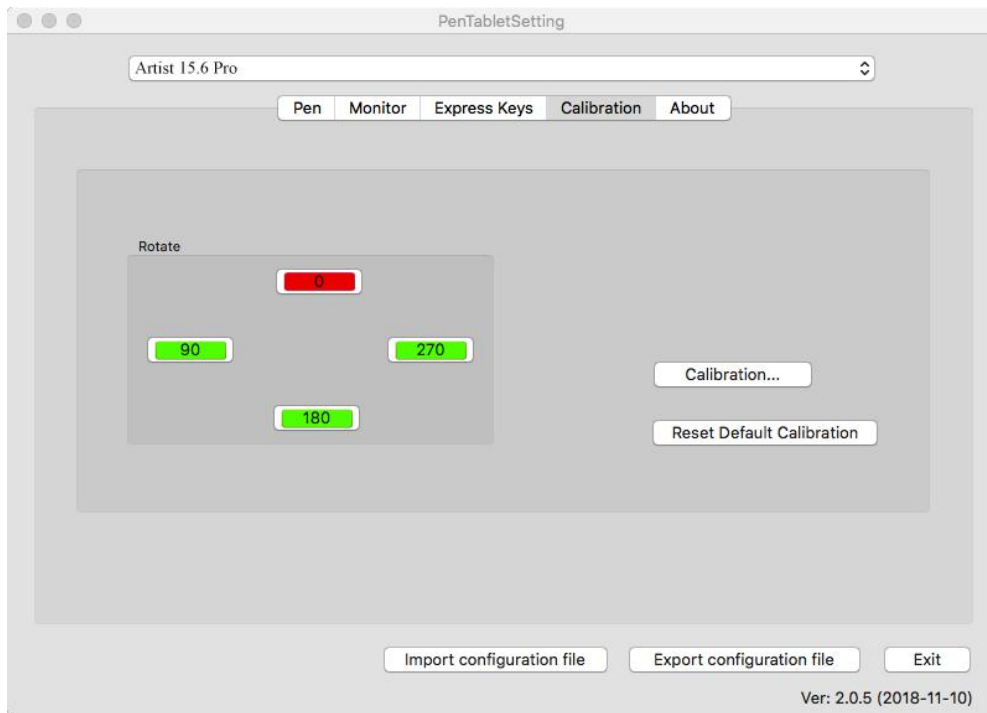 PenTabletSetting
Artist 15.6 Pro
Pen Monitor Express Keys Calibration About
Rotate
0
90 270
180
Calibration...
Reset Default Calibration
Import configuration file Export configuration file Exit
Ver: 2.0.5 (2018-11-10)